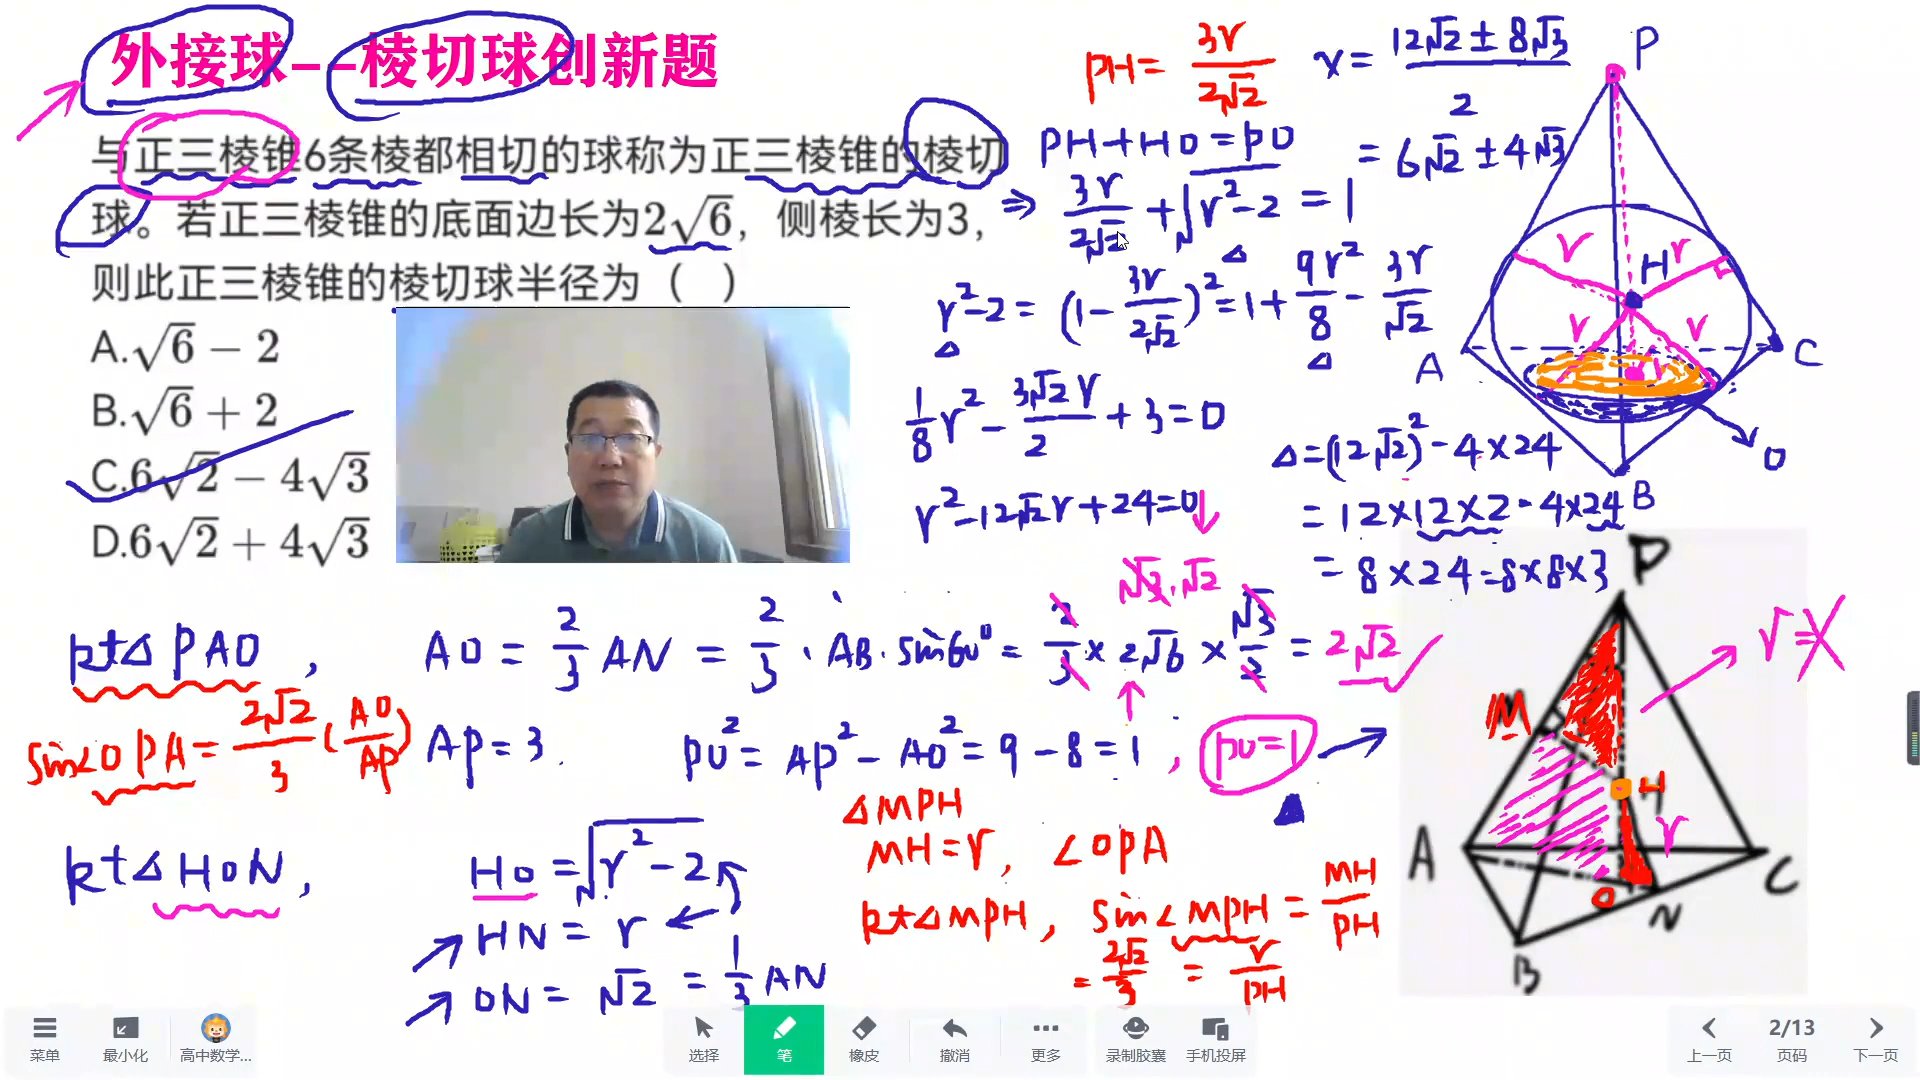 外接球--棱切球创新题
与正三棱锥6条棱都相切的球称为正三棱锥的棱切
球。若正三棱锥的底面边长为2√6，侧棱长为3，
则此正三棱锥的棱切球半径为（ ）
A.√6 − 2
B.√6 + 2
C.6√2 − 4√3
D.6√2 + 4√3
PH = 3r/2√2
PH + HO = PO
⇒ 3r/2√2 + √r²-2 = 1
r²-2 = (1 - 3r/2√2)² = 1 + 9r²/8 - 3r/√2
1/8 r² - 3√2r/2 + 3 = 0
r² - 12√2r + 24 = 0
x = 12√2 ± 8√3 / 2
= 6√2 ± 4√3
P
H
r
r
r
r
A
C
B
O
△ = (12√2)² - 4×24
= 12×12×2 - 4×24
= 8×24 = 8×8×3
Rt△PAO,
AO = 2/3 AN = 2/3 · AB · sin60° = 2/3 × 2√6 × √3/2 = 2√2
√3·√2
sin∠OPA = 2√2/3 (AO/AP)
AP = 3.
PO² = AP² - AO² = 9 - 8 = 1; PO=1
Rt△HON,
HO = √r²-2
HN = r
ON = √2 = 1/3 AN
△MPH
MH = r, ∠OPA
Rt△MPH, sin∠MPH = MH/PH
= 2√2/3 = r/PH
P
M
H
r
A
O
N
C
B
菜单
最小化
高中数学...
选择
笔
橡皮
撤消
更多
录制胶囊
手机投屏
上一页
2/13
页码
下一页